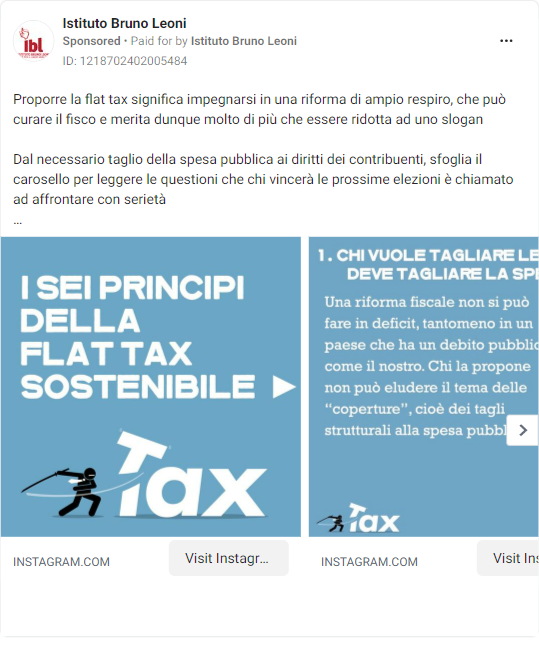 Istituto Bruno Leoni
Sponsored • Paid for by Istituto Bruno Leoni
ID: 1218702402005484
ibl
Proporre la flat tax significa impegnarsi in una riforma di ampio respiro, che può
curare il fisco e merita dunque molto di più che essere ridotta ad uno slogan
Dal necessario taglio della spesa pubblica ai diritti dei contribuenti, sfoglia il
carosello per leggere le questioni che chi vincerà le prossime elezioni è chiamato
ad affrontare con serietà
...
I SEI PRINCIPI
DELLA
FLAT TAX
SOSTENIBILE
Tax
1. CHI VUOLE TAGLIARE LE
DEVE TAGLIARE LA SPE
Una riforma fiscale non si può
fare in deficit, tantomeno in un
paese che ha un debito pubblic
come il nostro. Chi la propone
non può eludere il tema delle
“coperture”, cioè dei tagli
strutturali alla spesa pubbl
Tax
INSTAGRAM.COM
Visit Instagr...
INSTAGRAM.COM
Visit Ins